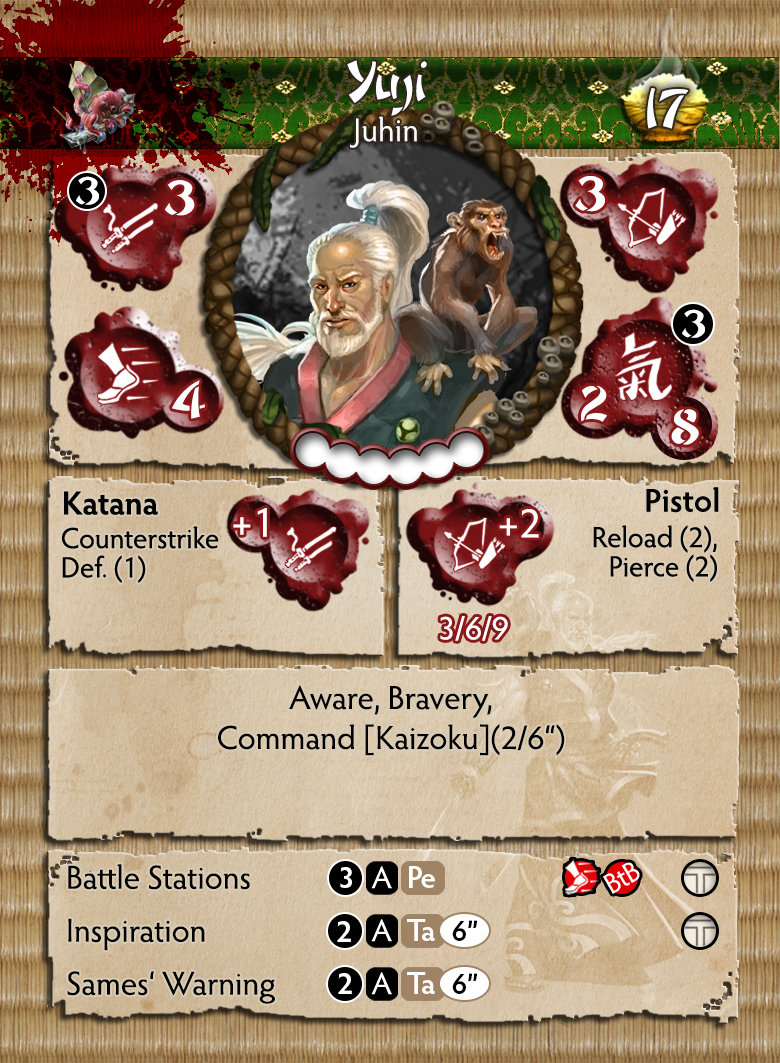 Yuji
Juhin
17
3 3
3
4
氣
3
2
8
Katana
Counterstrike
Def. (1)
+1
+2
3/6/9
Pistol
Reload (2),
Pierce (2)
Aware, Bravery,
Command [Kaizoku](2/6“)
Battle Stations 3 A Pe BtB T
Inspiration 2 A Ta 6" T
Sames‘ Warning 2 A Ta 6"